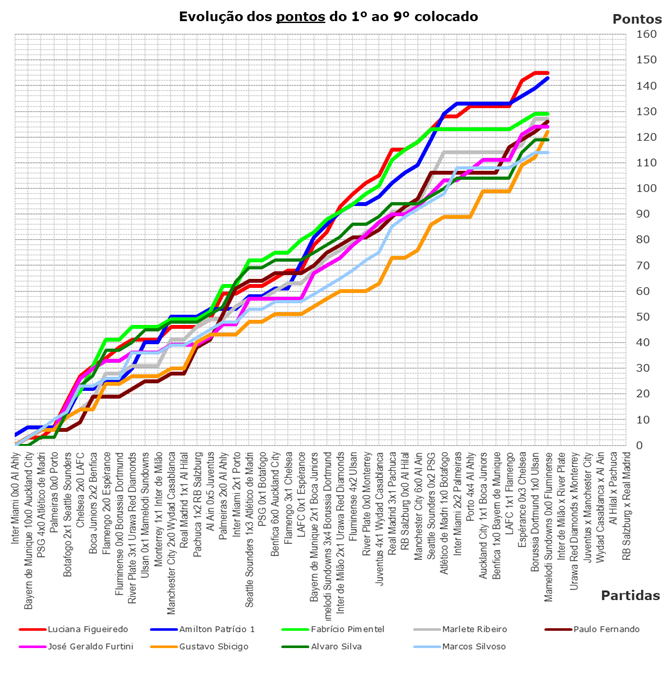 Evolução dos pontos do 1º ao 9º colocado
Pontos
160
150
140
130
120
110
100
90
80
70
60
50
40
30
20
10
0
Inter Miami 0x0 Al Ahly
Bayern de Munique 10x0 Auckland City
PSG 4x0 Atlético de Madri
Palmeiras 0x0 Porto
Botafogo 2x1 Seattle Sounders
Chelsea 2x0 LAFC
Boca Juniors 2x2 Benfica
Flamengo 2x0 Espérance
Fluminense 0x0 Borussia Dortmund
River Plate 3x1 Urawa Red Diamonds
Ulsan 0x1 Mamelodi Sundowns
Monterrey 1x1 Inter de Milão
Manchester City 2x0 Wydad Casablanca
Real Madrid 1x1 Al Hilal
Pachuca 1x2 RB Salzburg
Al Ain 0x5 Juventus
Palmeiras 2x0 Al Ahly
Inter Miami 2x1 Porto
Seattle Sounders 1x3 Atlético de Madri
PSG 0x1 Botafogo
Benfica 6x0 Auckland City
Flamengo 3x1 Chelsea
LAFC 0x1 Espérance
Bayern de Munique 2x1 Boca Juniors
amelodi Sundowns 3x4 Borussia Dortmund
Inter de Milão 2x1 Urawa Red Diamonds
Fluminense 4x2 Ulsan
River Plate 0x0 Monterrey
Juventus 4x1 Wydad Casablanca
Real Madrid 3x1 Pachuca
RB Salzburg 0x0 Al Hilal
Manchester City 6x0 Al Ain
Seattle Sounders 0x2 PSG
Atlético de Madri 1x0 Botafogo
Inter Miami 2x2 Palmeiras
Porto 4x4 Al Ahly
Auckland City 1x1 Boca Juniors
Benfica 1x0 Bayern de Munique
LAFC 1x1 Flamengo
Espérance 0x3 Chelsea
Borussia Dortmund 1x0 Ulsan
Mamelodi Sundowns 0x0 Fluminense
Inter de Milão x River Plate
Urawa Red Diamonds x Monterrey
Juventus x Manchester City
Wydad Casablanca x Al Ain
Al Hilal x Pachuca
RB Salzburg x Real Madrid
Partidas
Luciana Figueiredo
Amilton Patrício 1
Fabrício Pimentel
Marlete Ribeiro
Paulo Fernando
José Geraldo Furtini
Gustavo Sbicigo
Alvaro Silva
Marcos Silvoso